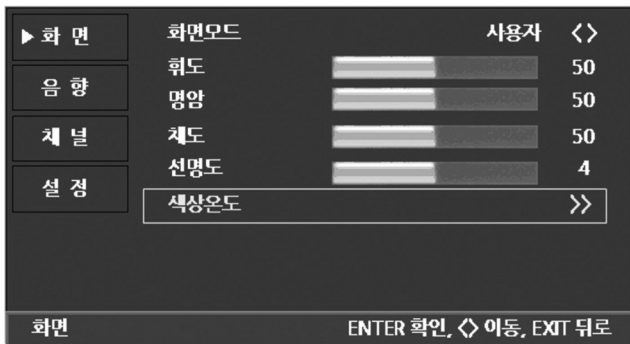 ▶화 면
음 향
채 널
설 정
화면모드 사용자 <>
휘도 50
명암 50
채도 50
선명도 4
색상온도 >>
화면 ENTER 확인, <> 이동, EXIT 뒤로